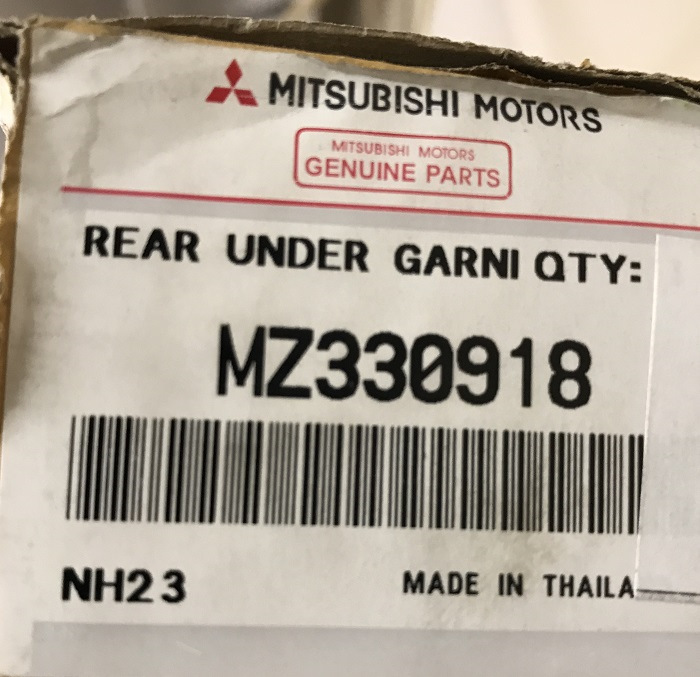 MITSUBISHI MOTORS
MITSUBISHI MOTORS
GENUINE PARTS
REAR UNDER GARNI QTY:
MZ330918
NH23
MADE IN THAILA